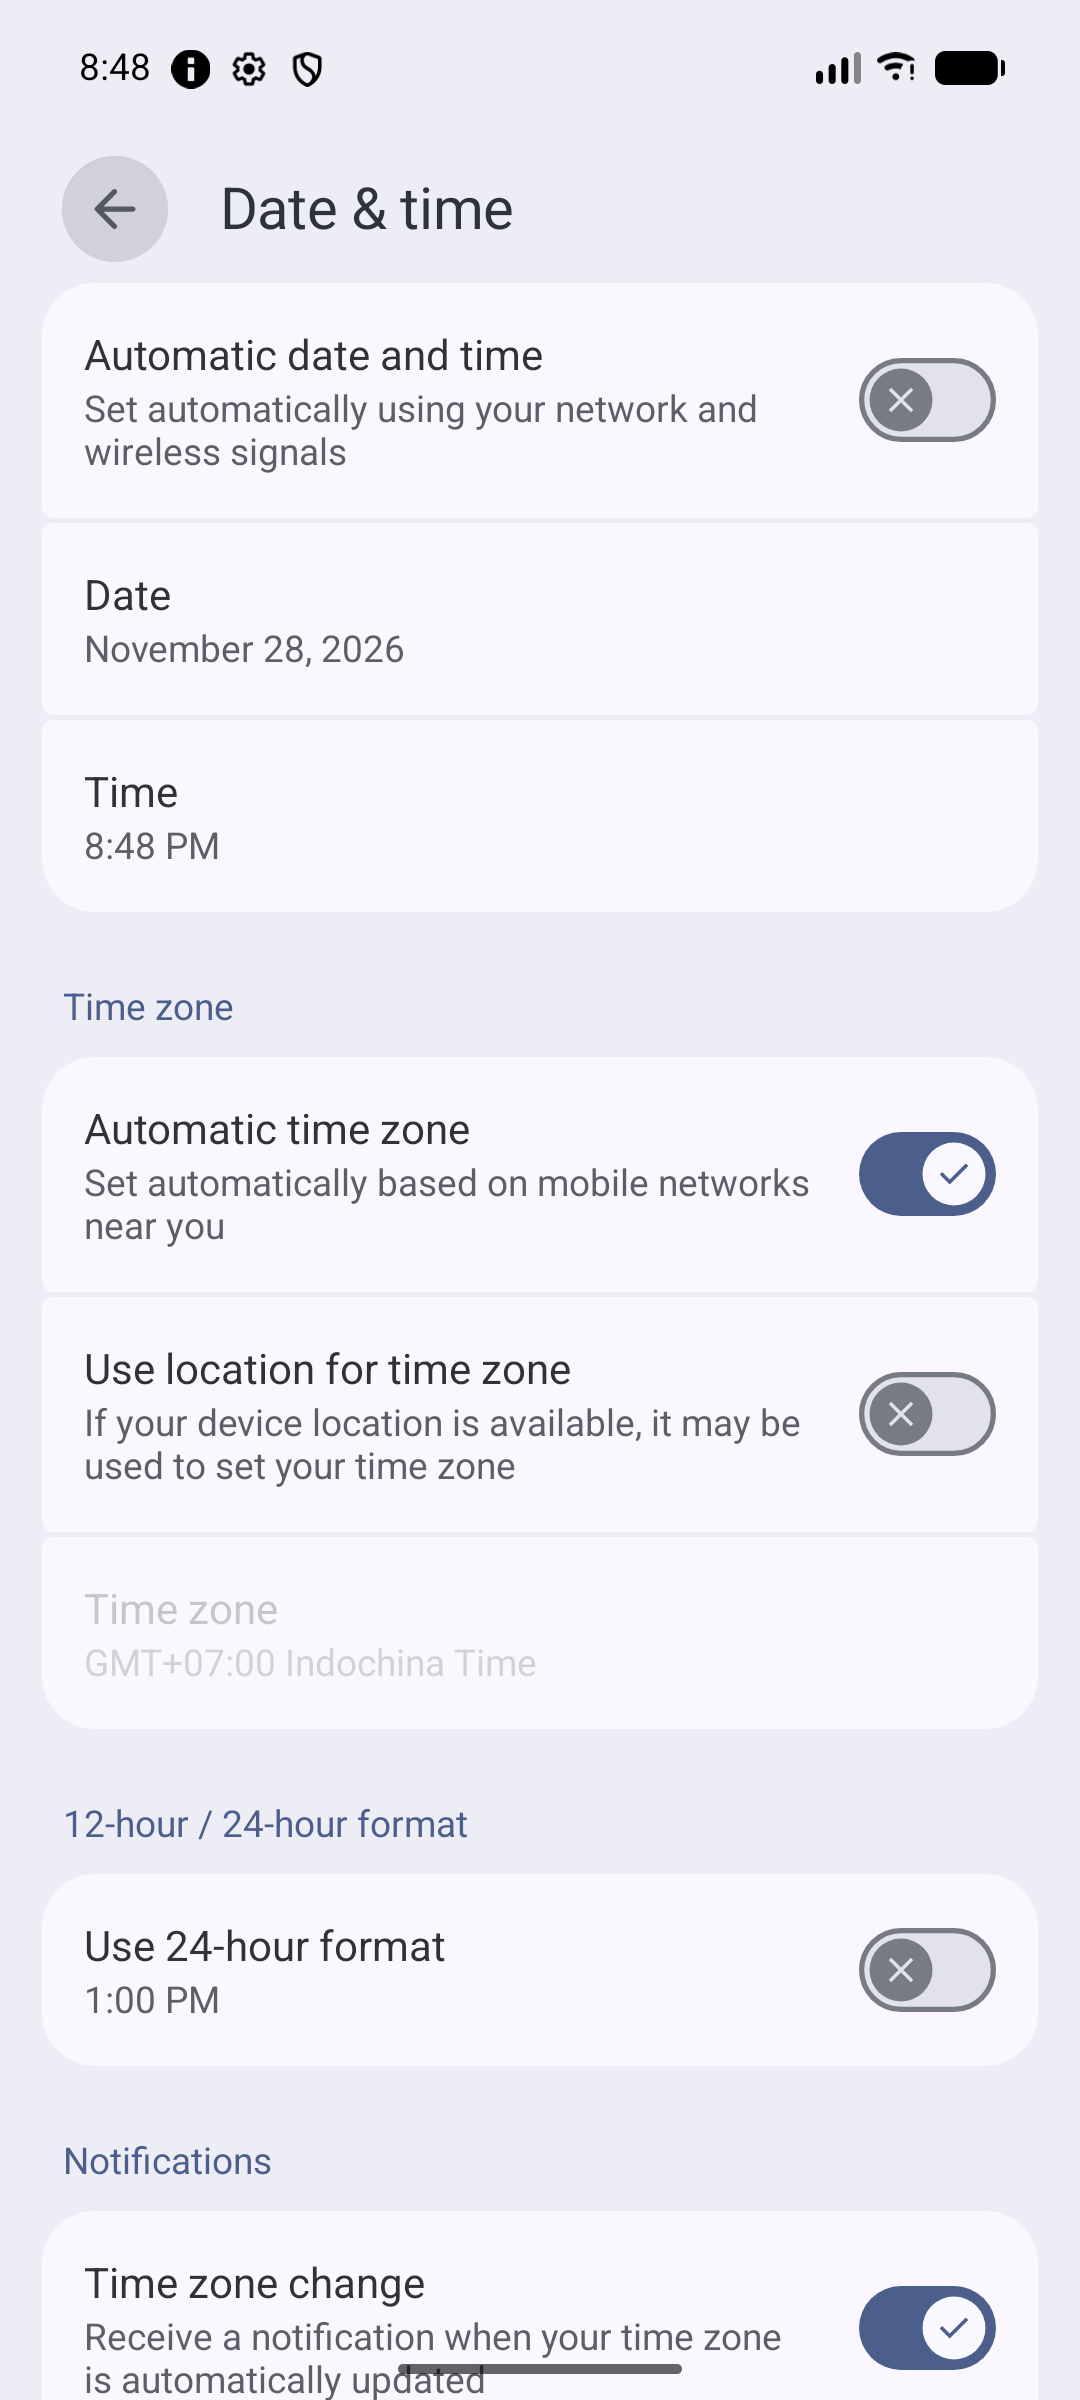 8:48
Date & time
Automatic date and time
Set automatically using your network and
wireless signals
Date
November 28, 2026
Time
8:48 PM
Time zone
Automatic time zone
Set automatically based on mobile networks
near you
Use location for time zone
If your device location is available, it may be
used to set your time zone
Time zone
GMT+07:00 Indochina Time
12-hour / 24-hour format
Use 24-hour format
1:00 PM
Notifications
Time zone change
Receive a notification when your time zone
is automatically updated